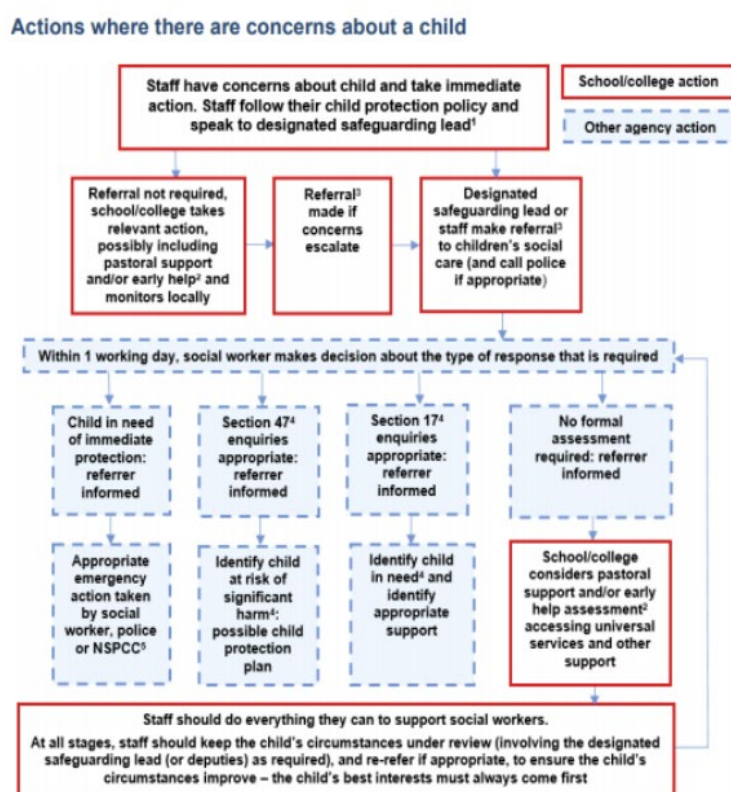 Actions where there are concerns about a child
Staff have concerns about child and take immediate
action. Staff follow their child protection policy and
speak to designated safeguarding lead¹
School/college action
Other agency action
Referral not required,
school/college takes
relevant action,
possibly including
pastoral support
and/or early help² and
monitors locally
Referral³
made if
concerns
escalate
Designated
safeguarding lead or
staff make referral³
to children's social
care (and call police
if appropriate)
Within 1 working day, social worker makes decision about the type of response that is required
Child in need
of immediate
protection:
referrer
informed
Section 47⁴
enquiries
appropriate:
referrer
informed
Section 17⁴
enquiries
appropriate:
referrer
informed
No formal
assessment
required: referrer
informed
Appropriate
emergency
action taken
by social
worker, police
or NSPCC⁵
Identify child
at risk of
significant
harm⁴:
possible child
protection
plan
Identify child
in need⁴ and
identify
appropriate
support
School/college
considers pastoral
support and/or early
help assessment²
accessing universal
services and other
support
Staff should do everything they can to support social workers.
At all stages, staff should keep the child's circumstances under review (involving the designated
safeguarding lead (or deputies) as required), and re-refer if appropriate, to ensure the child's
circumstances improve – the child's best interests must always come first